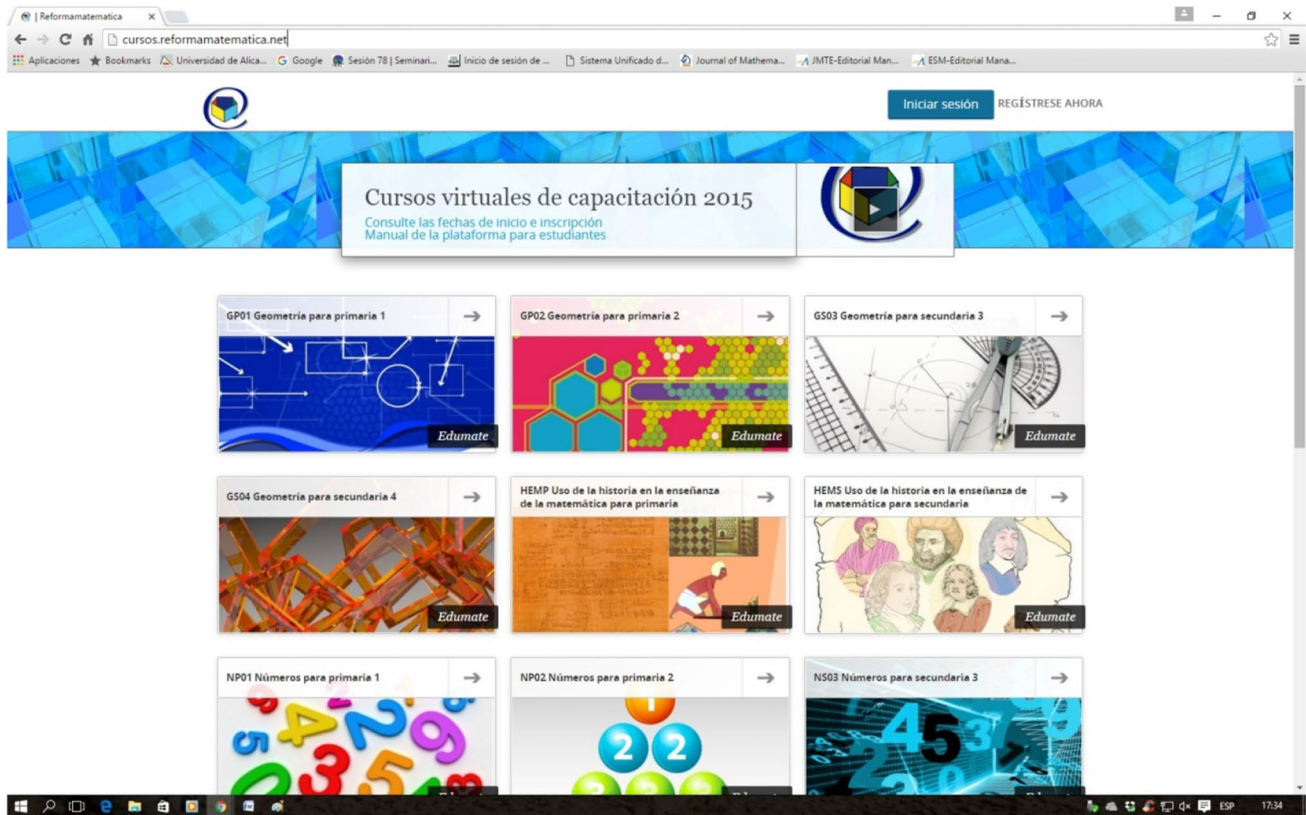 | Reformamatematica
cursos.reformamatematica.net
Aplicaciones Bookmarks Universidad de Alica... Google Sesión 78 | Seminari... Inicio de sesión de ... Sistema Unificado d... Journal of Mathema... JMTE-Editorial Man... ESM-Editorial Mana...
Iniciar sesión REGÍSTRESE AHORA
Cursos virtuales de capacitación 2015
Consulte las fechas de inicio e inscripción
Manual de la plataforma para estudiantes
GP01 Geometría para primaria 1
Edumate
GP02 Geometría para primaria 2
Edumate
GS03 Geometría para secundaria 3
Edumate
GS04 Geometría para secundaria 4
Edumate
HEMP Uso de la historia en la enseñanza
de la matemática para primaria
Edumate
HEMS Uso de la historia en la enseñanza de
la matemática para secundaria
Edumate
NP01 Números para primaria 1
NP02 Números para primaria 2
1
2 2
NS03 Números para secundaria 3
453
ESP 17:34